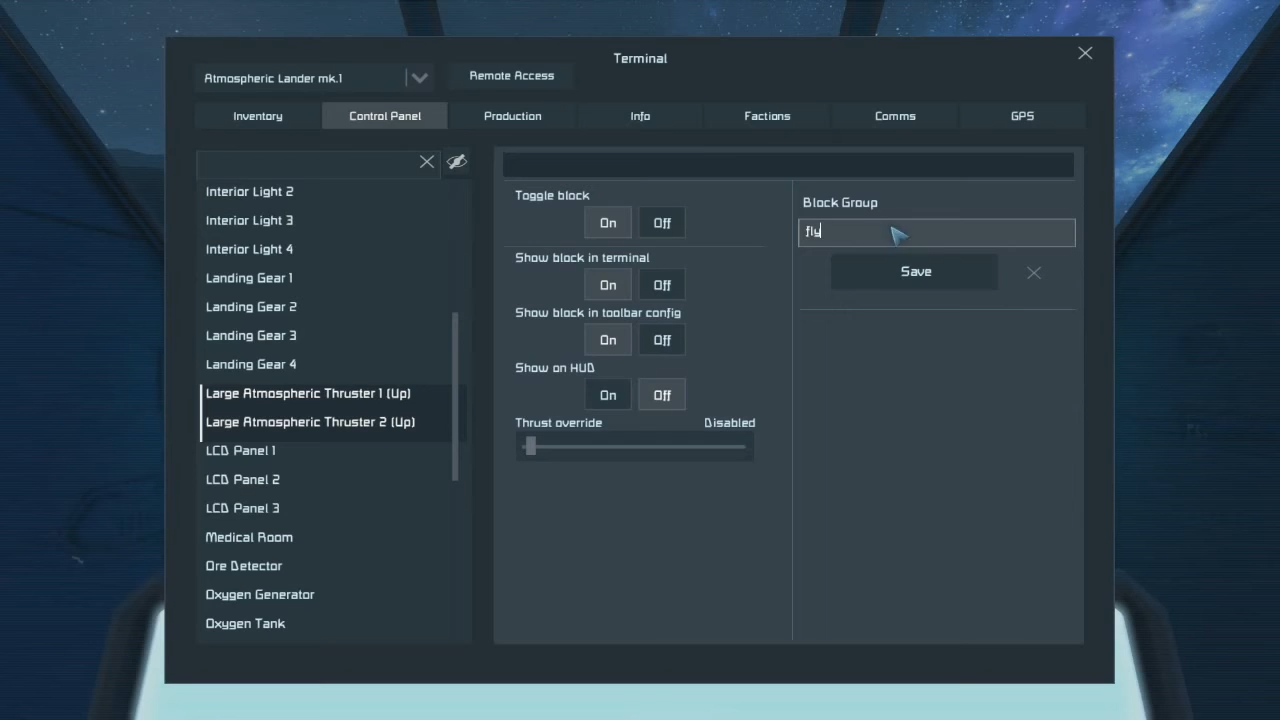 Terminal
Atmospheric Lander mk.1
Remote Access
Inventory
Control Panel
Production
Info
Factions
Comms
GPS
Interior Light 2
Interior Light 3
Interior Light 4
Landing Gear 1
Landing Gear 2
Landing Gear 3
Landing Gear 4
Large Atmospheric Thruster 1 (Up)
Large Atmospheric Thruster 2 (Up)
LCD Panel 1
LCD Panel 2
LCD Panel 3
Medical Room
Ore Detector
Oxygen Generator
Oxygen Tank
Toggle block
On Off
Show block in terminal
On Off
Show block in toolbar config
On Off
Show on HUD
On Off
Thrust override Disabled
Block Group
fly
Save